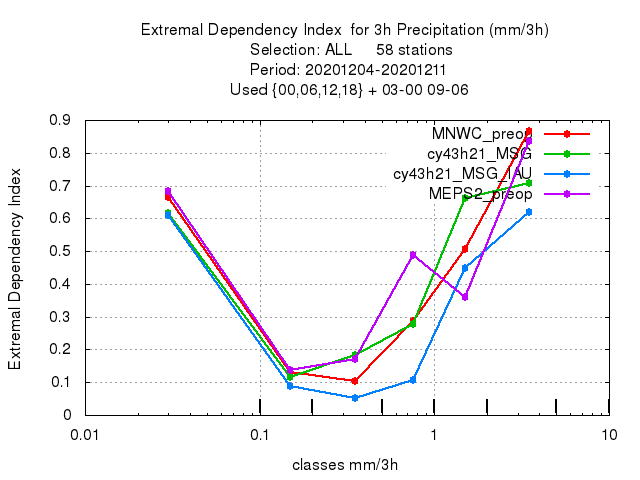 Extremal Dependency Index  for 3h Precipitation (mm/3h)
Selection: ALL     58 stations
Period: 20201204-20201211
Used {00,06,12,18} + 03-00 09-06
0.9
0.8
0.7
0.6
0.5
0.4
0.3
0.2
0.1
0
Extremal Dependency Index
MNWC_preop
cy43h21_MSG
cy43h21_MSG_IAU
MEPS2_preop
0.01
0.1
1
10
classes mm/3h